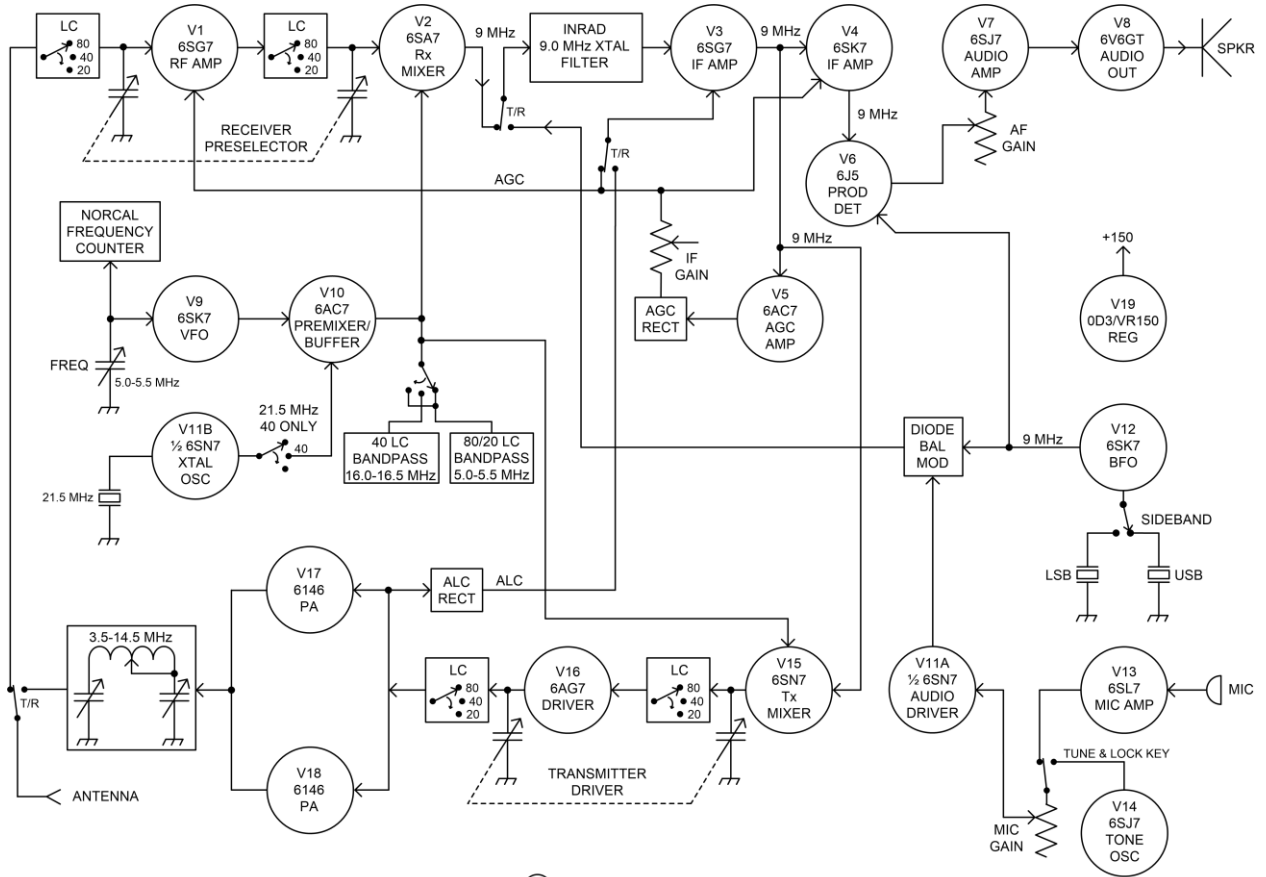 LC
80
40
20
V1
6SG7
RF AMP
LC
80
40
20
V2
6SA7
Rx
MIXER
9 MHz
INRAD
9.0 MHz XTAL
FILTER
V3
6SG7
IF AMP
9 MHz
V4
6SK7
IF AMP
V7
6SJ7
AUDIO
AMP
V8
6V6GT
AUDIO
OUT
SPKR
RECEIVER
PRESELECTOR
T/R
T/R
9 MHz
AF
GAIN
V6
6J5
PROD
DET
AGC
NORCAL
FREQUENCY
COUNTER
IF
GAIN
9 MHz
+150
V9
6SK7
VFO
V10
6AC7
PREMIXER/
BUFFER
AGC
RECT
V5
6AC7
AGC
AMP
V19
0D3/VR150
REG
FREQ
5.0-5.5 MHz
21.5 MHz
40 ONLY
40
V11B
½ 6SN7
XTAL
OSC
21.5 MHz
40 LC
BANDPASS
16.0-16.5 MHz
80/20 LC
BANDPASS
5.0-5.5 MHz
DIODE
BAL
MOD
9 MHz
V12
6SK7
BFO
SIDEBAND
LSB
USB
V17
6146
PA
ALC
RECT
ALC
3.5-14.5 MHz
T/R
ANTENNA
V18
6146
PA
LC
80
40
20
V16
6AG7
DRIVER
LC
80
40
20
V15
6SN7
Tx
MIXER
TRANSMITTER
DRIVER
V11A
½ 6SN7
AUDIO
DRIVER
V13
6SL7
MIC AMP
MIC
TUNE & LOCK KEY
MIC
GAIN
V14
6SJ7
TONE
OSC